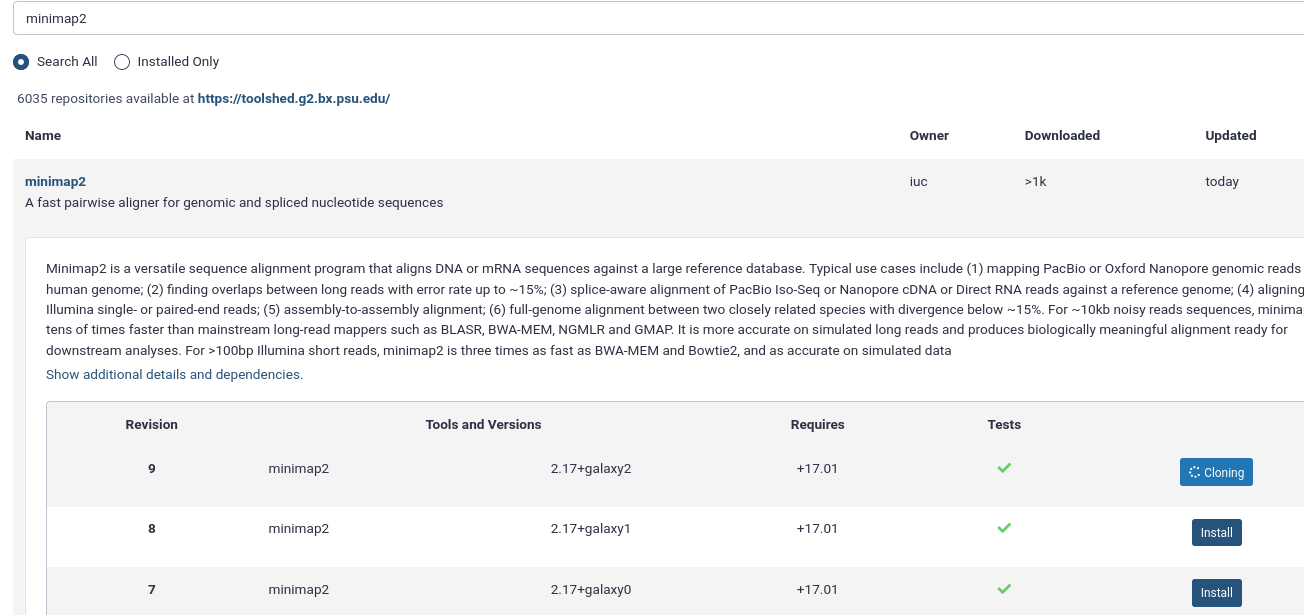 minimap2
Search All Installed Only
6035 repositories available at https://toolshed.g2.bx.psu.edu/
Name Owner Downloaded Updated
minimap2 iuc >1k today
A fast pairwise aligner for genomic and spliced nucleotide sequences
Minimap2 is a versatile sequence alignment program that aligns DNA or mRNA sequences against a large reference database. Typical use cases include (1) mapping PacBio or Oxford Nanopore genomic reads
human genome; (2) finding overlaps between long reads with error rate up to ~15%; (3) splice-aware alignment of PacBio Iso-Seq or Nanopore cDNA or Direct RNA reads against a reference genome; (4) aligning
Illumina single- or paired-end reads; (5) assembly-to-assembly alignment; (6) full-genome alignment between two closely related species with divergence below ~15%. For ~10kb noisy reads sequences, minima
tens of times faster than mainstream long-read mappers such as BLASR, BWA-MEM, NGMLR and GMAP. It is more accurate on simulated long reads and produces biologically meaningful alignment ready for
downstream analyses. For >100bp Illumina short reads, minimap2 is three times as fast as BWA-MEM and Bowtie2, and as accurate on simulated data
Show additional details and dependencies.
Revision Tools and Versions Requires Tests
9 minimap2 2.17+galaxy2 +17.01 Cloning
8 minimap2 2.17+galaxy1 +17.01 Install
7 minimap2 2.17+galaxy0 +17.01 Install